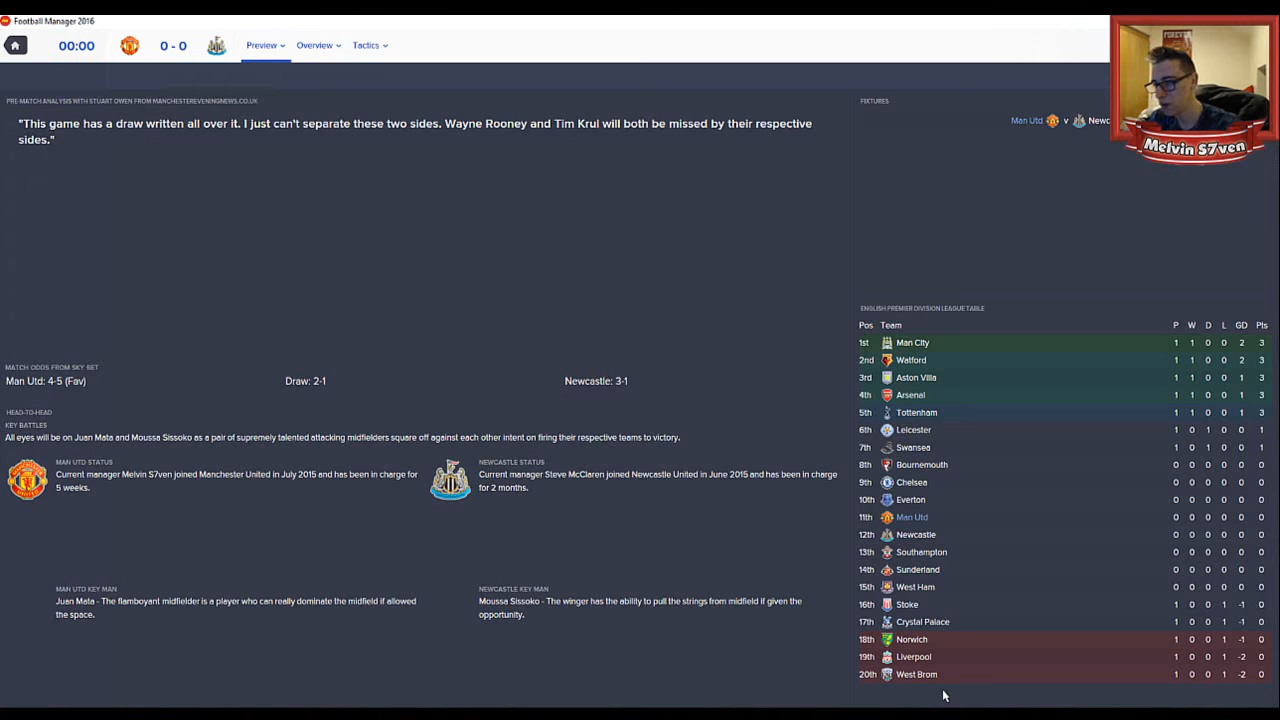 Football Manager 2016
00:00 0 - 0 Preview Overview Tactics
FOREVER
Melvin S7ven
PRE-MATCH ANALYSIS WITH STUART OWEN FROM MANCHESTEREVENINGNEWS.CO.UK
"This game has a draw written all over it. I just can't separate these two sides. Wayne Rooney and Tim Krul will both be missed by their respective
sides."
FIXTURES
Man Utd v Newc
MATCH ODDS FROM SKY BET
Man Utd: 4-5 (Fav) Draw: 2-1 Newcastle: 3-1
HEAD-TO-HEAD
KEY BATTLES
All eyes will be on Juan Mata and Moussa Sissoko as a pair of supremely talented attacking midfielders square off against each other intent on firing their respective teams to victory.
MAN UTD STATUS
Current manager Melvin S7ven joined Manchester United in July 2015 and has been in charge for
5 weeks.
NEWCASTLE STATUS
Current manager Steve McClaren joined Newcastle United in June 2015 and has been in charge
for 2 months.
MAN UTD KEY MAN
Juan Mata - The flamboyant midfielder is a player who can really dominate the midfield if allowed
the space.
NEWCASTLE KEY MAN
Moussa Sissoko - The winger has the ability to pull the strings from midfield if given the
opportunity.
ENGLISH PREMIER DIVISION LEAGUE TABLE
Pos Team P W D L GD Pts
1st Man City 1 1 0 0 2 3
2nd Watford 1 1 0 0 2 3
3rd Aston Villa 1 1 0 0 1 3
4th Arsenal 1 1 0 0 1 3
5th Tottenham 1 1 0 0 1 3
6th Leicester 1 0 1 0 0 1
7th Swansea 1 0 1 0 0 1
8th Bournemouth 0 0 0 0 0 0
9th Chelsea 0 0 0 0 0 0
10th Everton 0 0 0 0 0 0
11th Man Utd 0 0 0 0 0 0
12th Newcastle 0 0 0 0 0 0
13th Southampton 0 0 0 0 0 0
14th Sunderland 0 0 0 0 0 0
15th West Ham 0 0 0 0 0 0
16th Stoke 1 0 0 1 -1 0
17th Crystal Palace 1 0 0 1 -1 0
18th Norwich 1 0 0 1 -1 0
19th Liverpool 1 0 0 1 -2 0
20th West Brom 1 0 0 1 -2 0